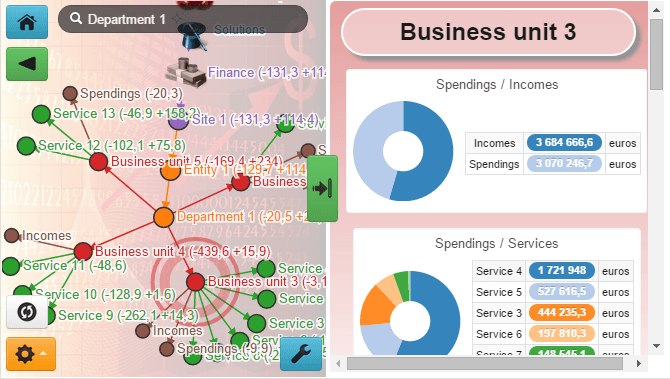 Department 1
Solutions
Finance (-131,3 +114
Spendings (-20,3)
Service 13 (-46,9 +158,2)
Site 1 (-131,3 +114,4)
Service 12 (-102,1 +75,8)
Business unit 5 (-169,4 +234)
Entity 1 (-129,7 +114
Business
Department 1 (-20,5 +2
Incomes
Business unit 4 (-439,6 +15,9)
Service 11 (-48,6)
Service
Business unit 3 (-3,1
Service 10 (-128,9 +1,6)
Service
Service 9 (-262,1 +14,3)
Service 3
Incomes
Spendings (-9,9)
Business unit 3
Spendings / Incomes
Incomes 3 684 666,6 euros
Spendings 3 070 246,7 euros
Spendings / Services
Service 4 1 721 948 euros
Service 5 527 616,5 euros
Service 3 444 235,3 euros
Service 6 197 810,3 euros
Service 7 148 545,1 euros